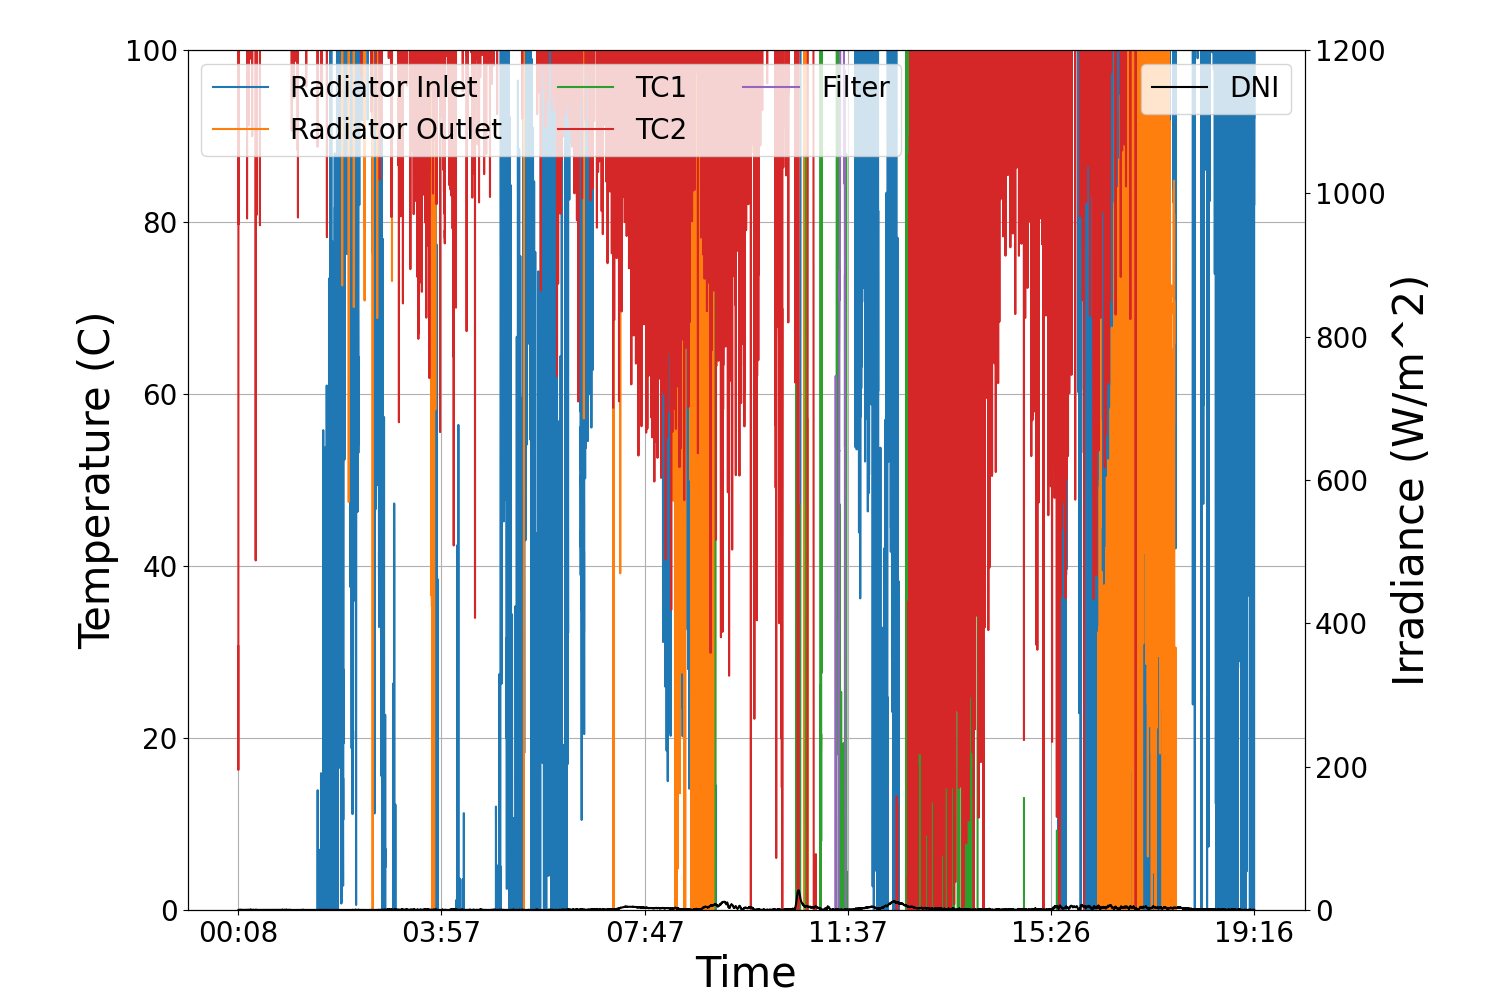 100
80
60
40
20
0
Temperature (C)
Radiator Inlet
Radiator Outlet
TC1
TC2
Filter
DNI
1200
1000
800
600
400
200
0
Irradiance (W/m^2)
00:08 03:57 07:47 11:37 15:26 19:16
Time